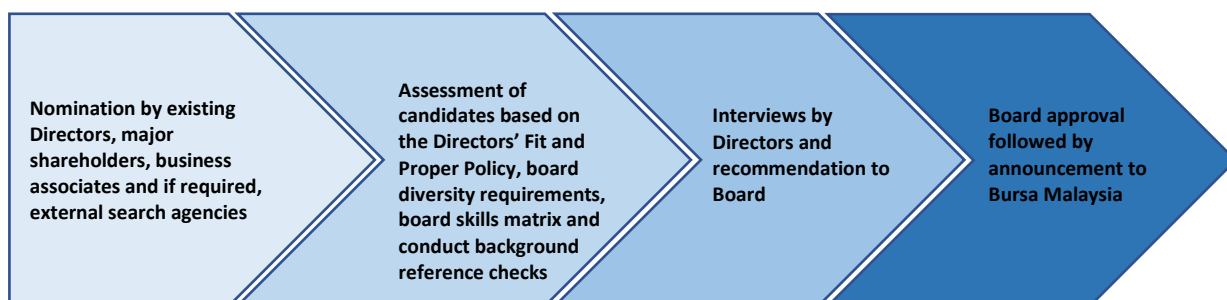 Nomination by existing
Directors, major
shareholders, business
associates and if required,
external search agencies
Assessment of
candidates based on
the Directors’ Fit and
Proper Policy, board
diversity requirements,
board skills matrix and
conduct background
reference checks
Interviews by
Directors and
recommendation to
Board
Board approval
followed by
announcement to
Bursa Malaysia